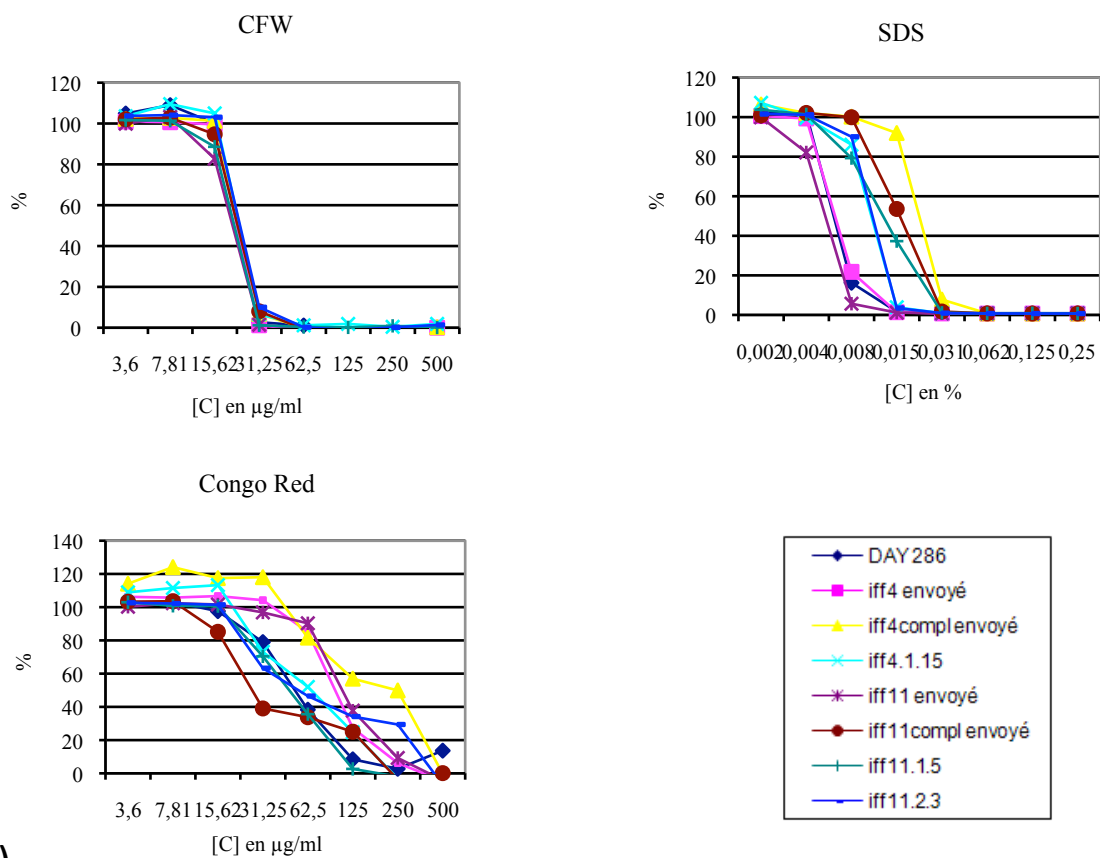 CFW
120
100
80
60
40
20
0
%
3,6 7,81 15,62 31,25 62,5 125 250 500
[C] en µg/ml
SDS
120
100
80
60
40
20
0
%
0,002 0,004 0,008 0,015 0,031 0,062 0,125 0,25
[C] en %
Congo Red
140
120
100
80
60
40
20
0
%
3,6 7,81 15,62 31,25 62,5 125 250 500
[C] en µg/ml
DAY286
iff4 envoyé
iff4compl envoyé
iff4.1.15
iff11 envoyé
iff11compl envoyé
iff11.1.5
iff11.2.3
)